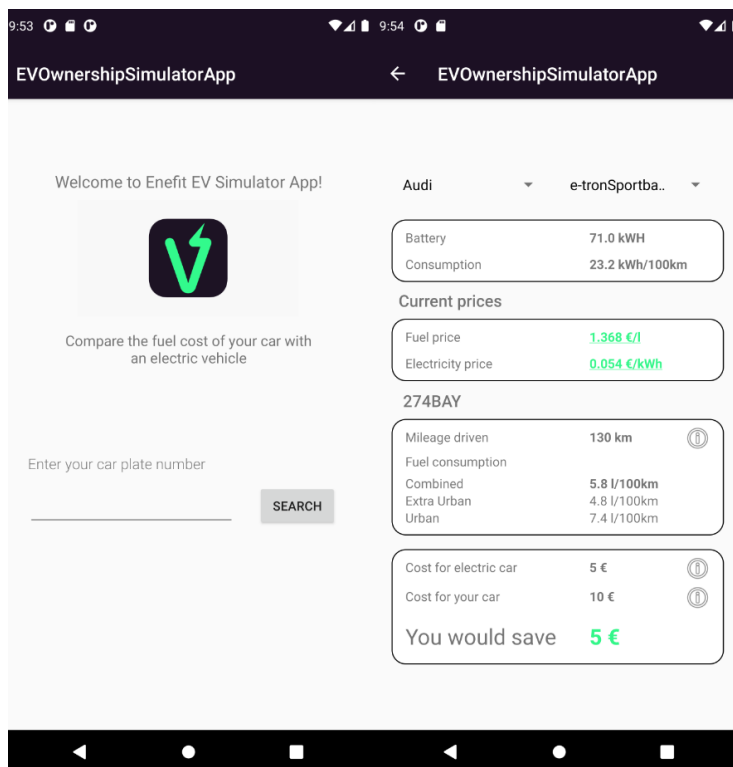 9:53
EVOwnershipSimulatorApp
Welcome to Enefit EV Simulator App!
Compare the fuel cost of your car with
an electric vehicle
Enter your car plate number
SEARCH
9:54
EVOwnershipSimulatorApp
Audi e-tronSportba..
Battery 71.0 kWH
Consumption 23.2 kWh/100km
Current prices
Fuel price 1.368 €/l
Electricity price 0.054 €/kWh
274BAY
Mileage driven 130 km
Fuel consumption
Combined 5.8 l/100km
Extra Urban 4.8 l/100km
Urban 7.4 l/100km
Cost for electric car 5 €
Cost for your car 10 €
You would save 5 €